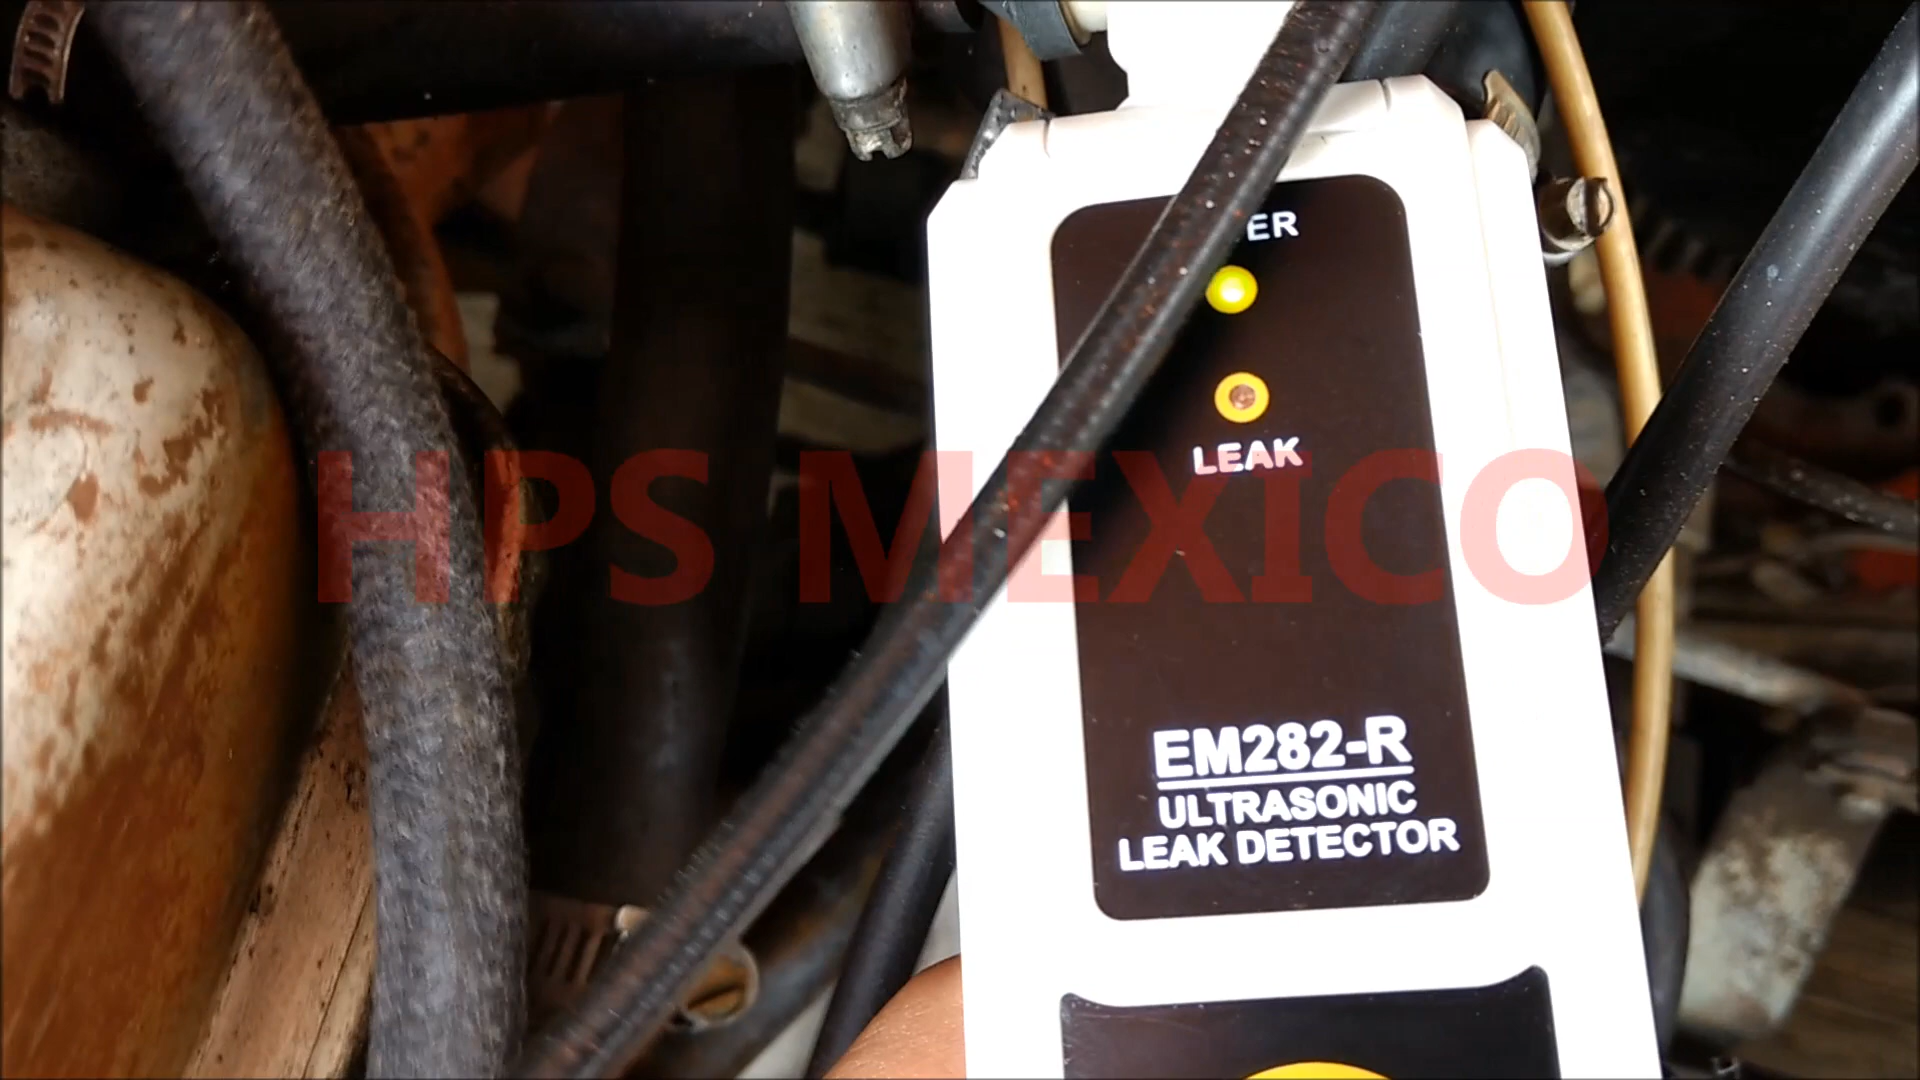 ER
LEAK
HPS MEXICO
EM282-R
ULTRASONIC
LEAK DETECTOR